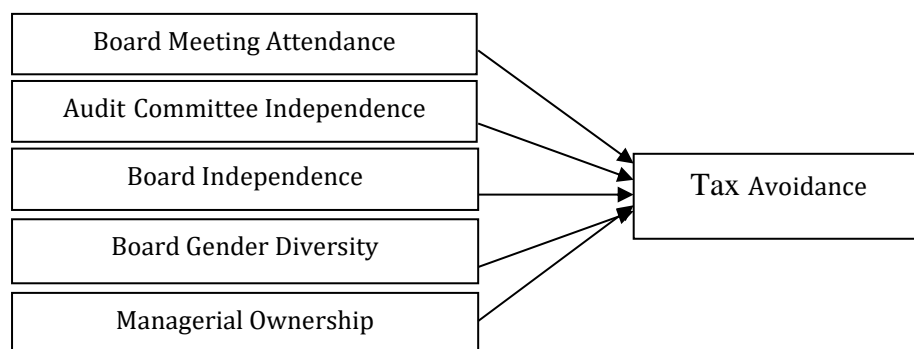 Board Meeting Attendance
Audit Committee Independence
Board Independence
Board Gender Diversity
Managerial Ownership
Tax Avoidance